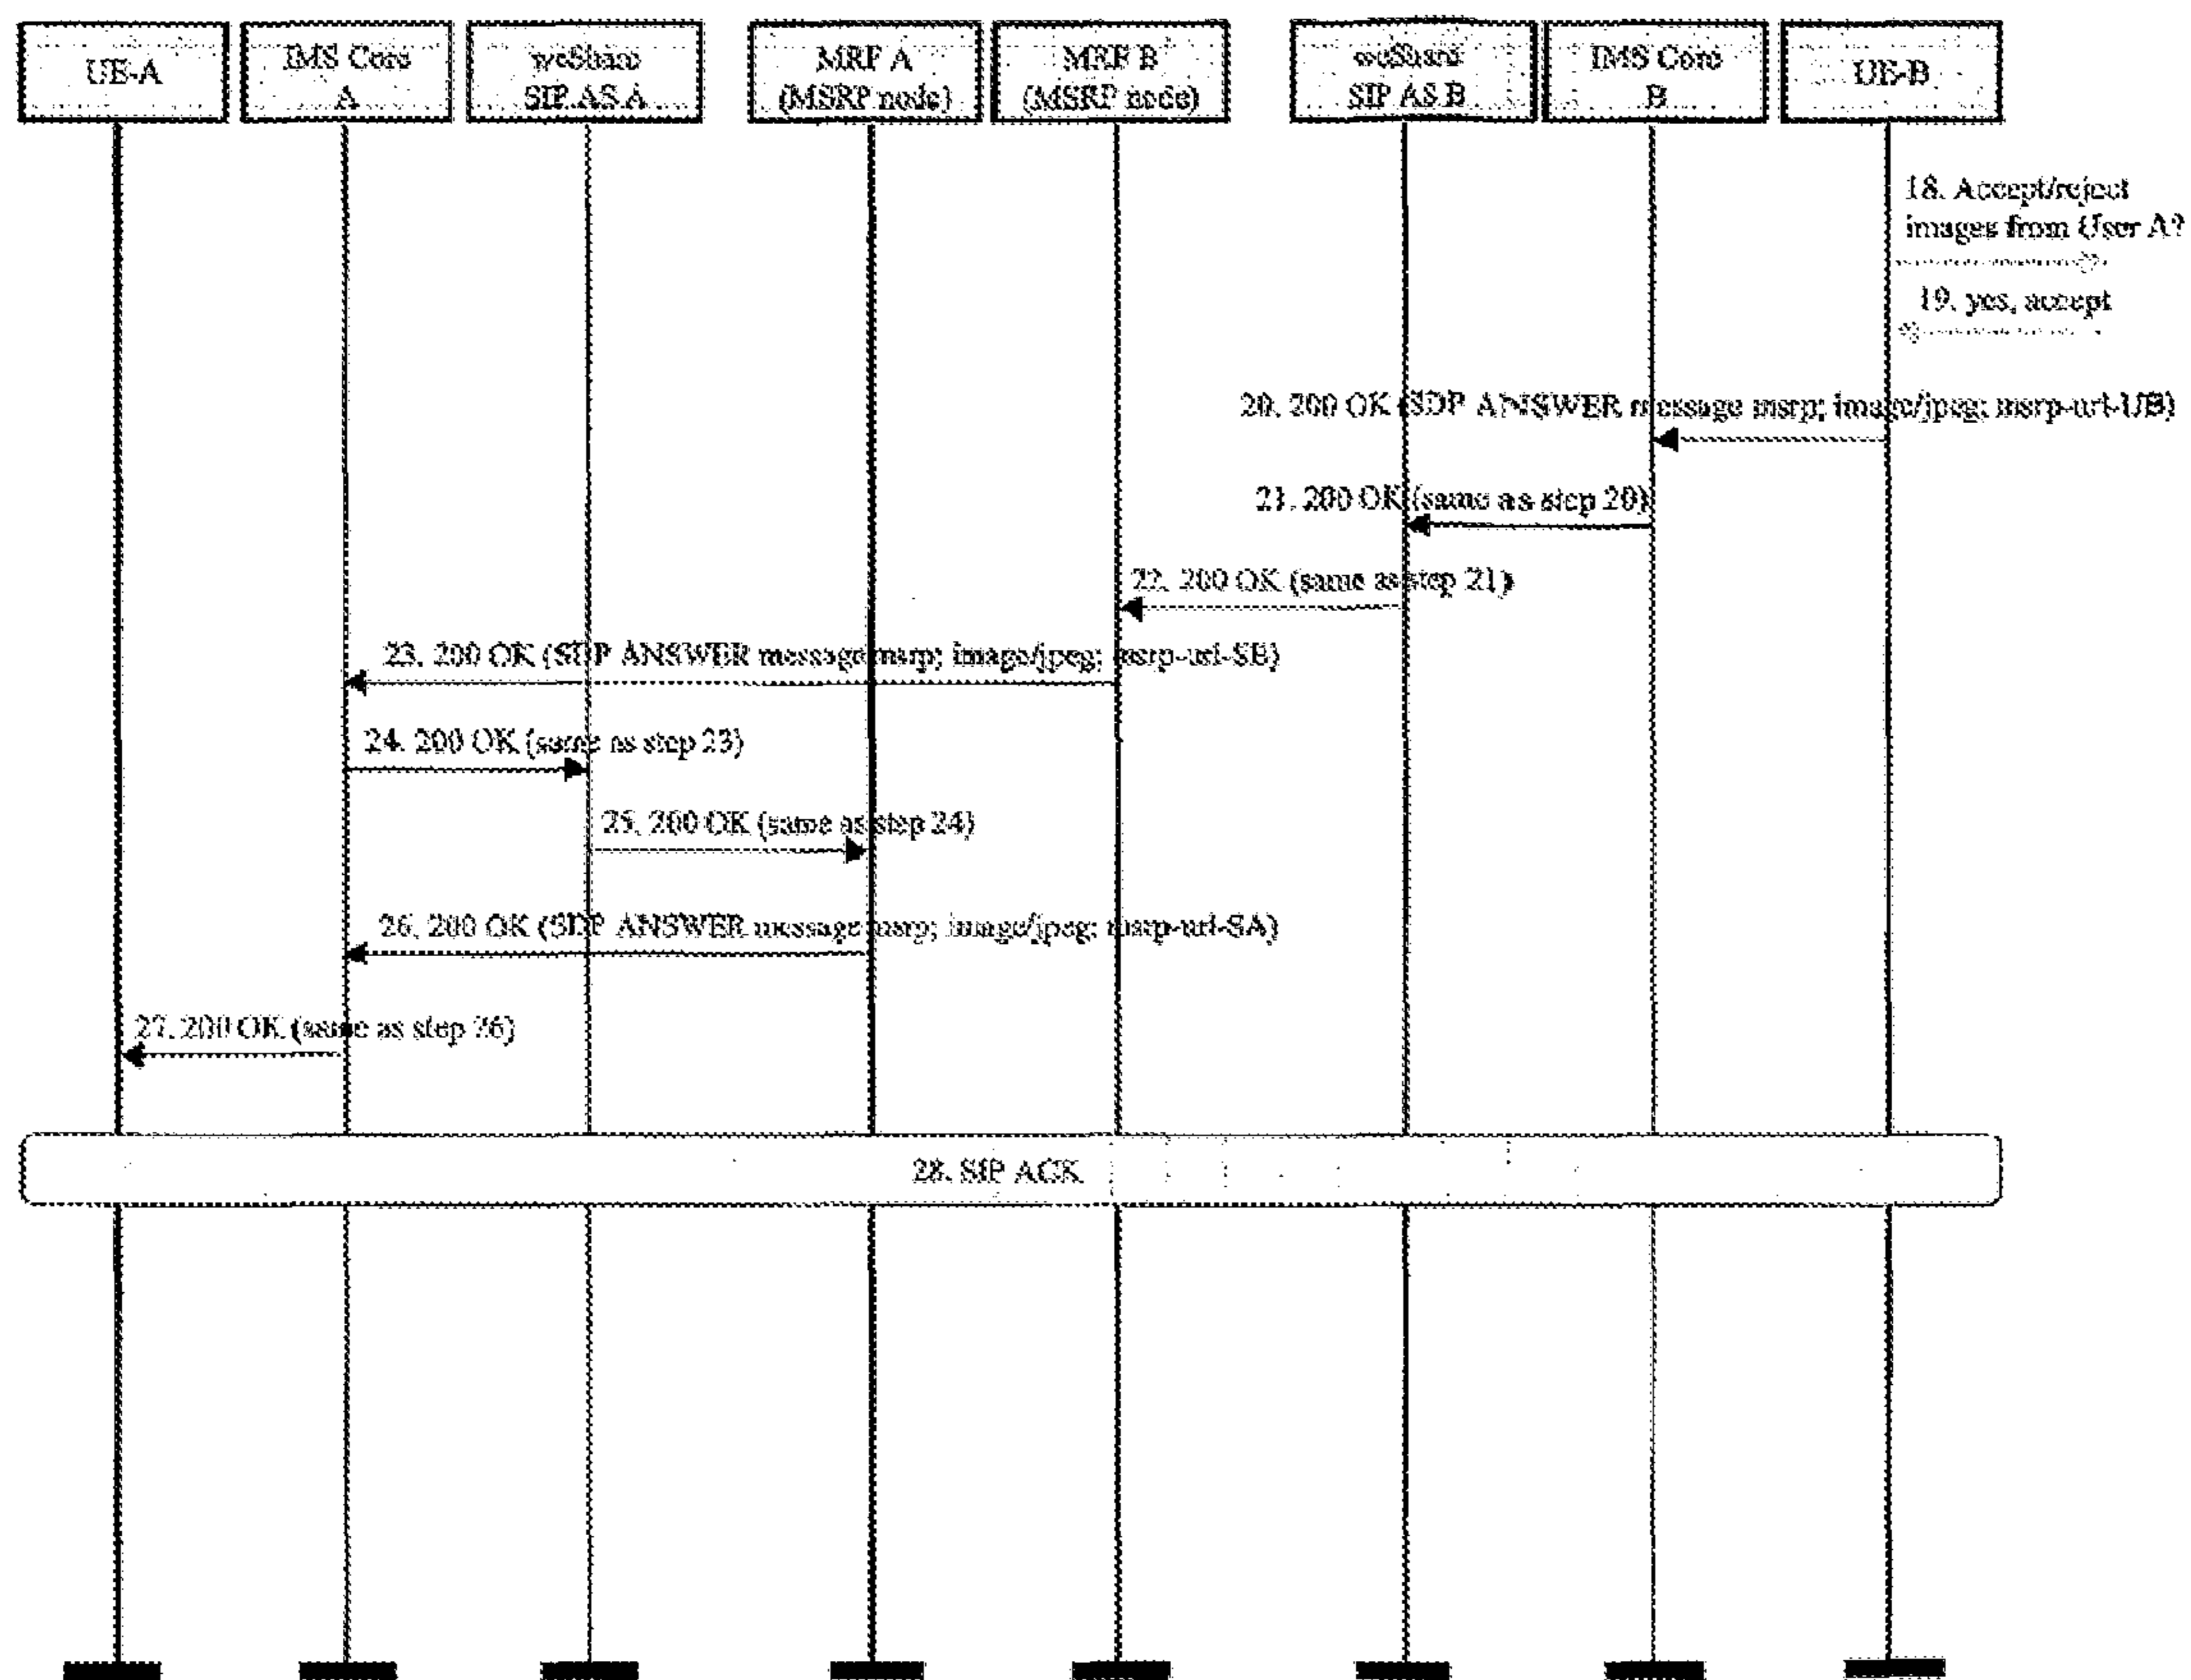 UE-A
IMS Core
A
weShare
SIP AS A
MRF A
(MSRP node)
MRF B
(MSRP node)
weShare
SIP AS B
IMS Core
B
UE-B
18. Accept/reject
images from User A?
19. yes, accept
20. 200 OK (SDP ANSWER message msrp; image/jpeg; msrp-url-UB)
21. 200 OK (same as step 20)
22. 200 OK (same as step 21)
23. 200 OK (SDP ANSWER message msrp; image/jpeg; msrp-url-SB)
24. 200 OK (same as step 23)
25. 200 OK (same as step 24)
26. 200 OK (SDP ANSWER message msrp; image/jpeg; msrp-url-SA)
27. 200 OK (same as step 26)
28. SIP ACK